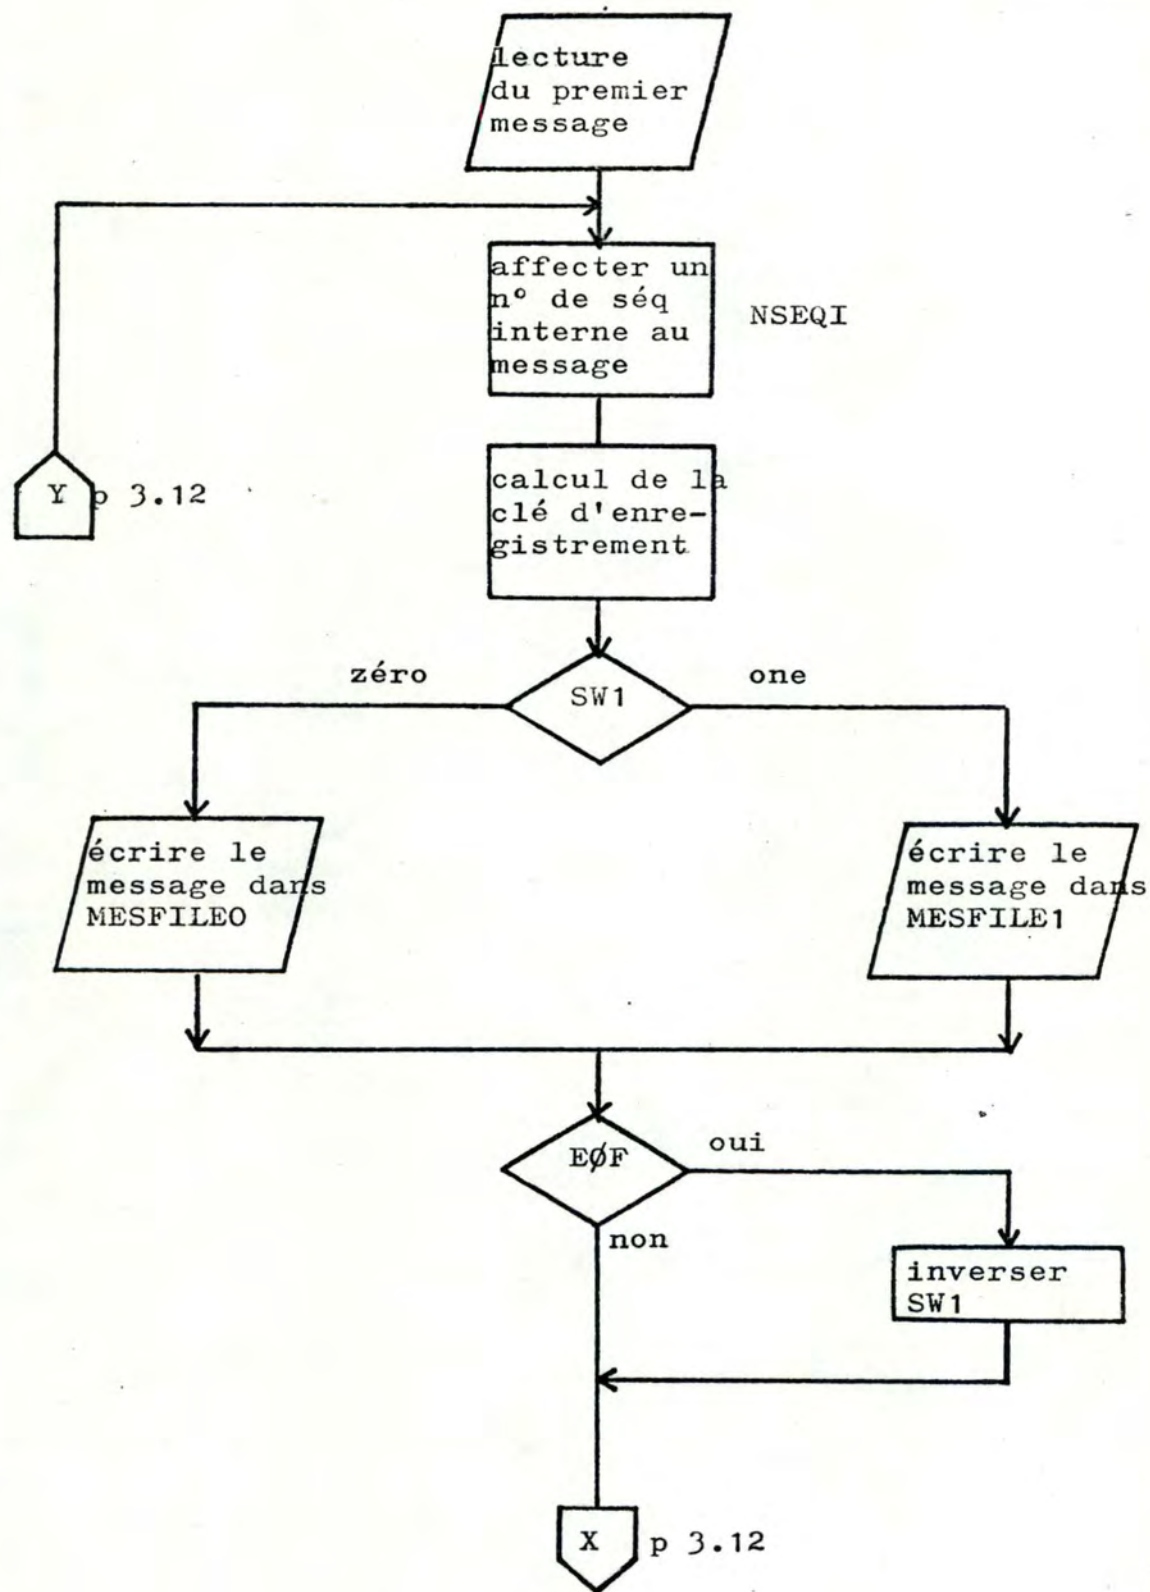 lecture
du premier
message
affecter un
n° de séq
interne au
message
NSEQI
Y p 3.12
calcul de la
clé d'enre-
gistrement
zéro
SW1
one
écrire le
message dans
MESFILEO
écrire le
message dans
MESFILE1
EØF
oui
non
inverser
SW1
X p 3.12